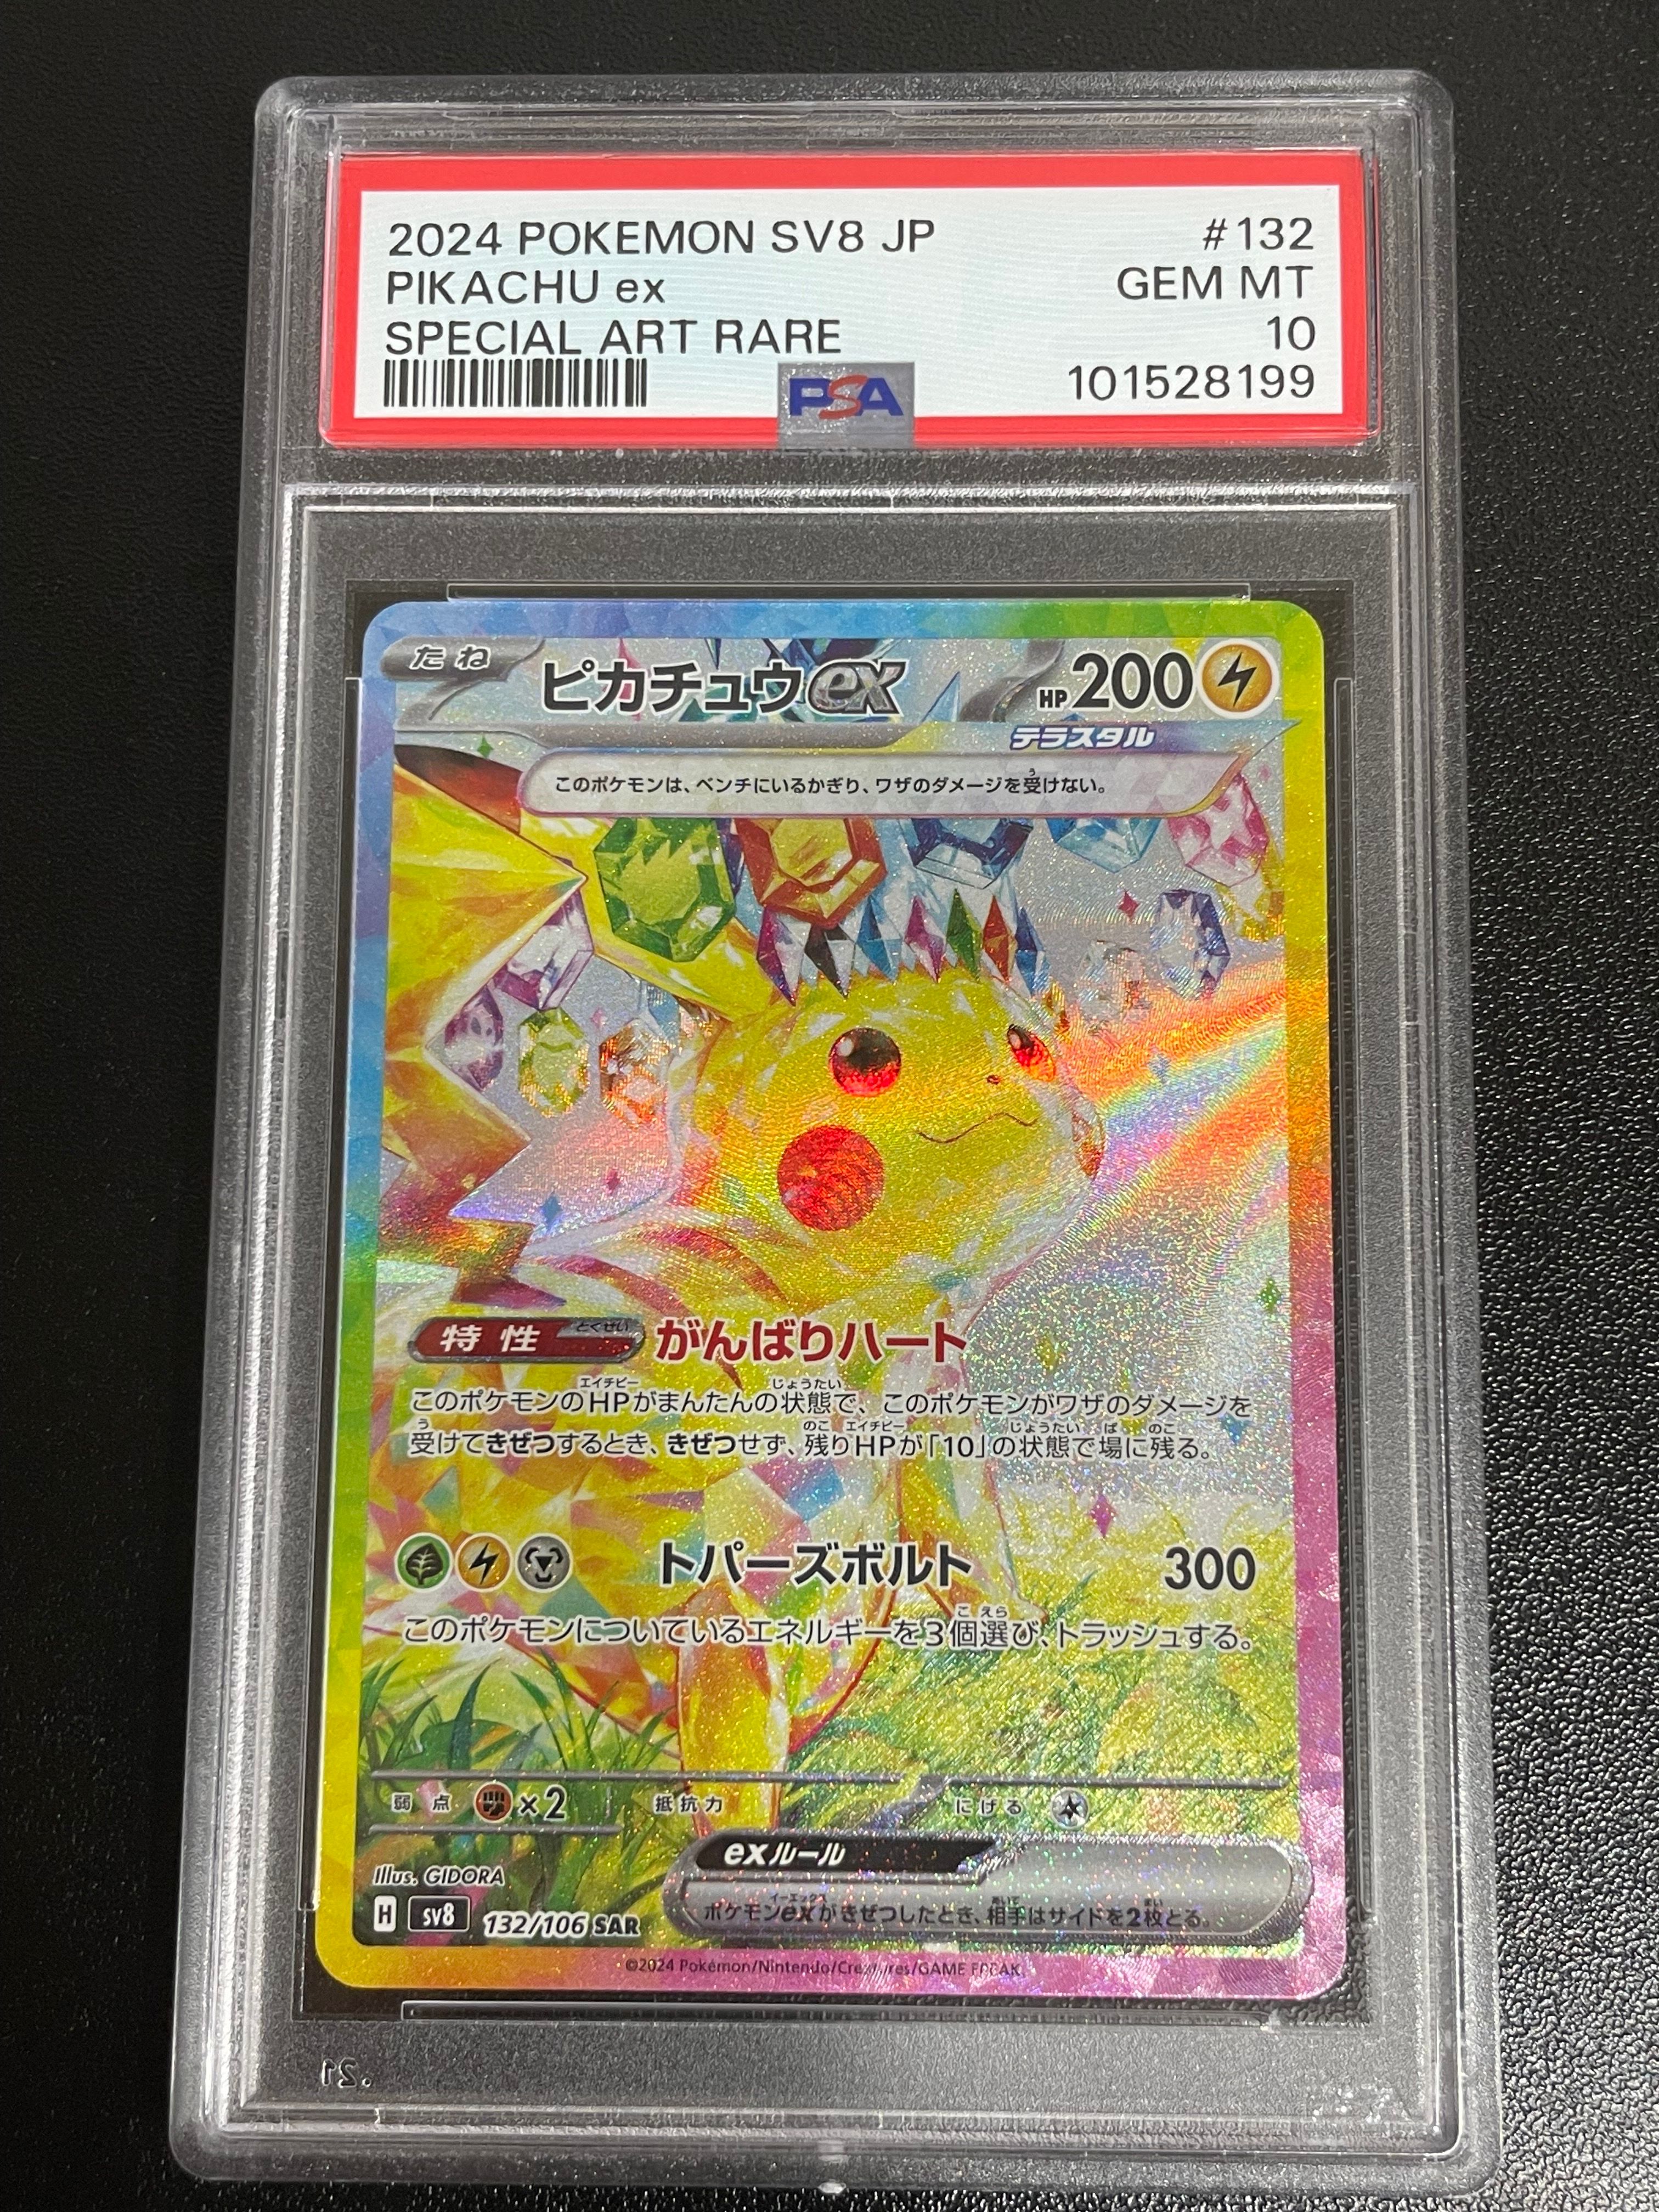 2024 POKEMON SV8 JP #132
PIKACHU ex GEM MT
SPECIAL ART RARE 10
PSA 101528199
たね ピカチュウex HP200
テラスタル
このポケモンは、ベンチにいるかぎり、ワザのダメージを受けない。
特性 がんばりハート
このポケモンのHPがまんたんの状態で、このポケモンがワザのダメージを
受けてきぜつするとき、きぜつせず、残りHPが「10」の状態で場に残る。
トパーズボルト 300
このポケモンについているエネルギーを3個選び、トラッシュする。
弱点 ×2 抵抗力 にげる
exルール
ポケモンexがきぜつしたとき、相手はサイドを2枚とる。
Illus. GIDORA
H sv8 132/106 SAR
©2024 Pokémon/Nintendo/Creatures/GAME FREAK.